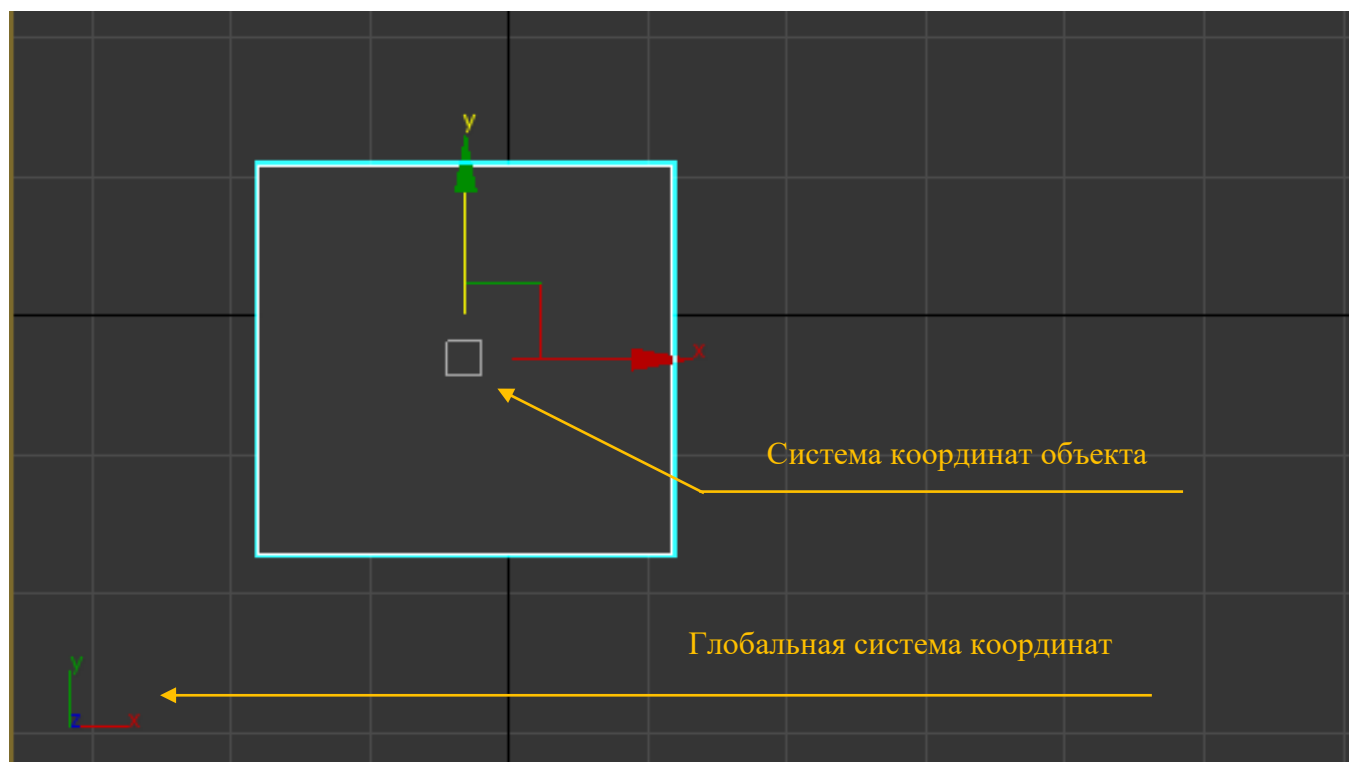 y
x
Система координат объекта
Глобальная система координат
y
z x